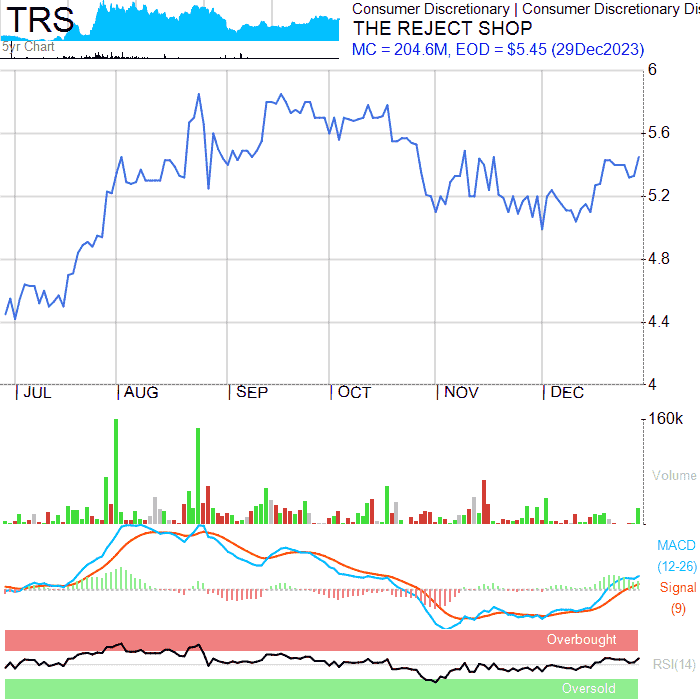 TRS
5yr Chart
Consumer Discretionary | Consumer Discretionary Dis
THE REJECT SHOP
MC = 204.6M, EOD = $5.45 (29Dec2023)
6
5.6
5.2
4.8
4.4
4
JUL
AUG
SEP
OCT
NOV
DEC
160k
Volume
MACD
(12-26)
Signal
(9)
Overbought
RSI(14)
Oversold